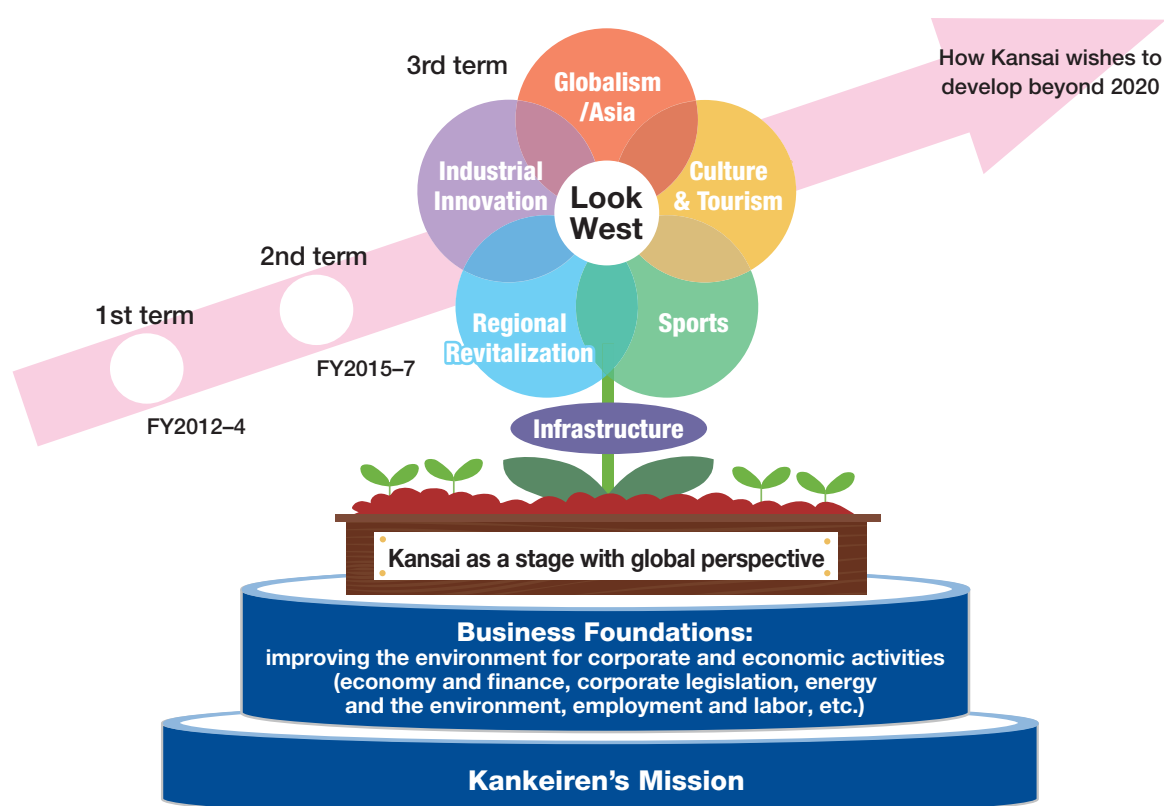 3rd term
Globalism
/Asia
How Kansai wishes to
develop beyond 2020
Industrial
Innovation
Look
West
Culture
& Tourism
2nd term
1st term
Regional
Revitalization
Sports
FY2015–7
FY2012–4
Infrastructure
Kansai as a stage with global perspective
Business Foundations:
improving the environment for corporate and economic activities
(economy and finance, corporate legislation, energy
and the environment, employment and labor, etc.)
Kankeiren's Mission